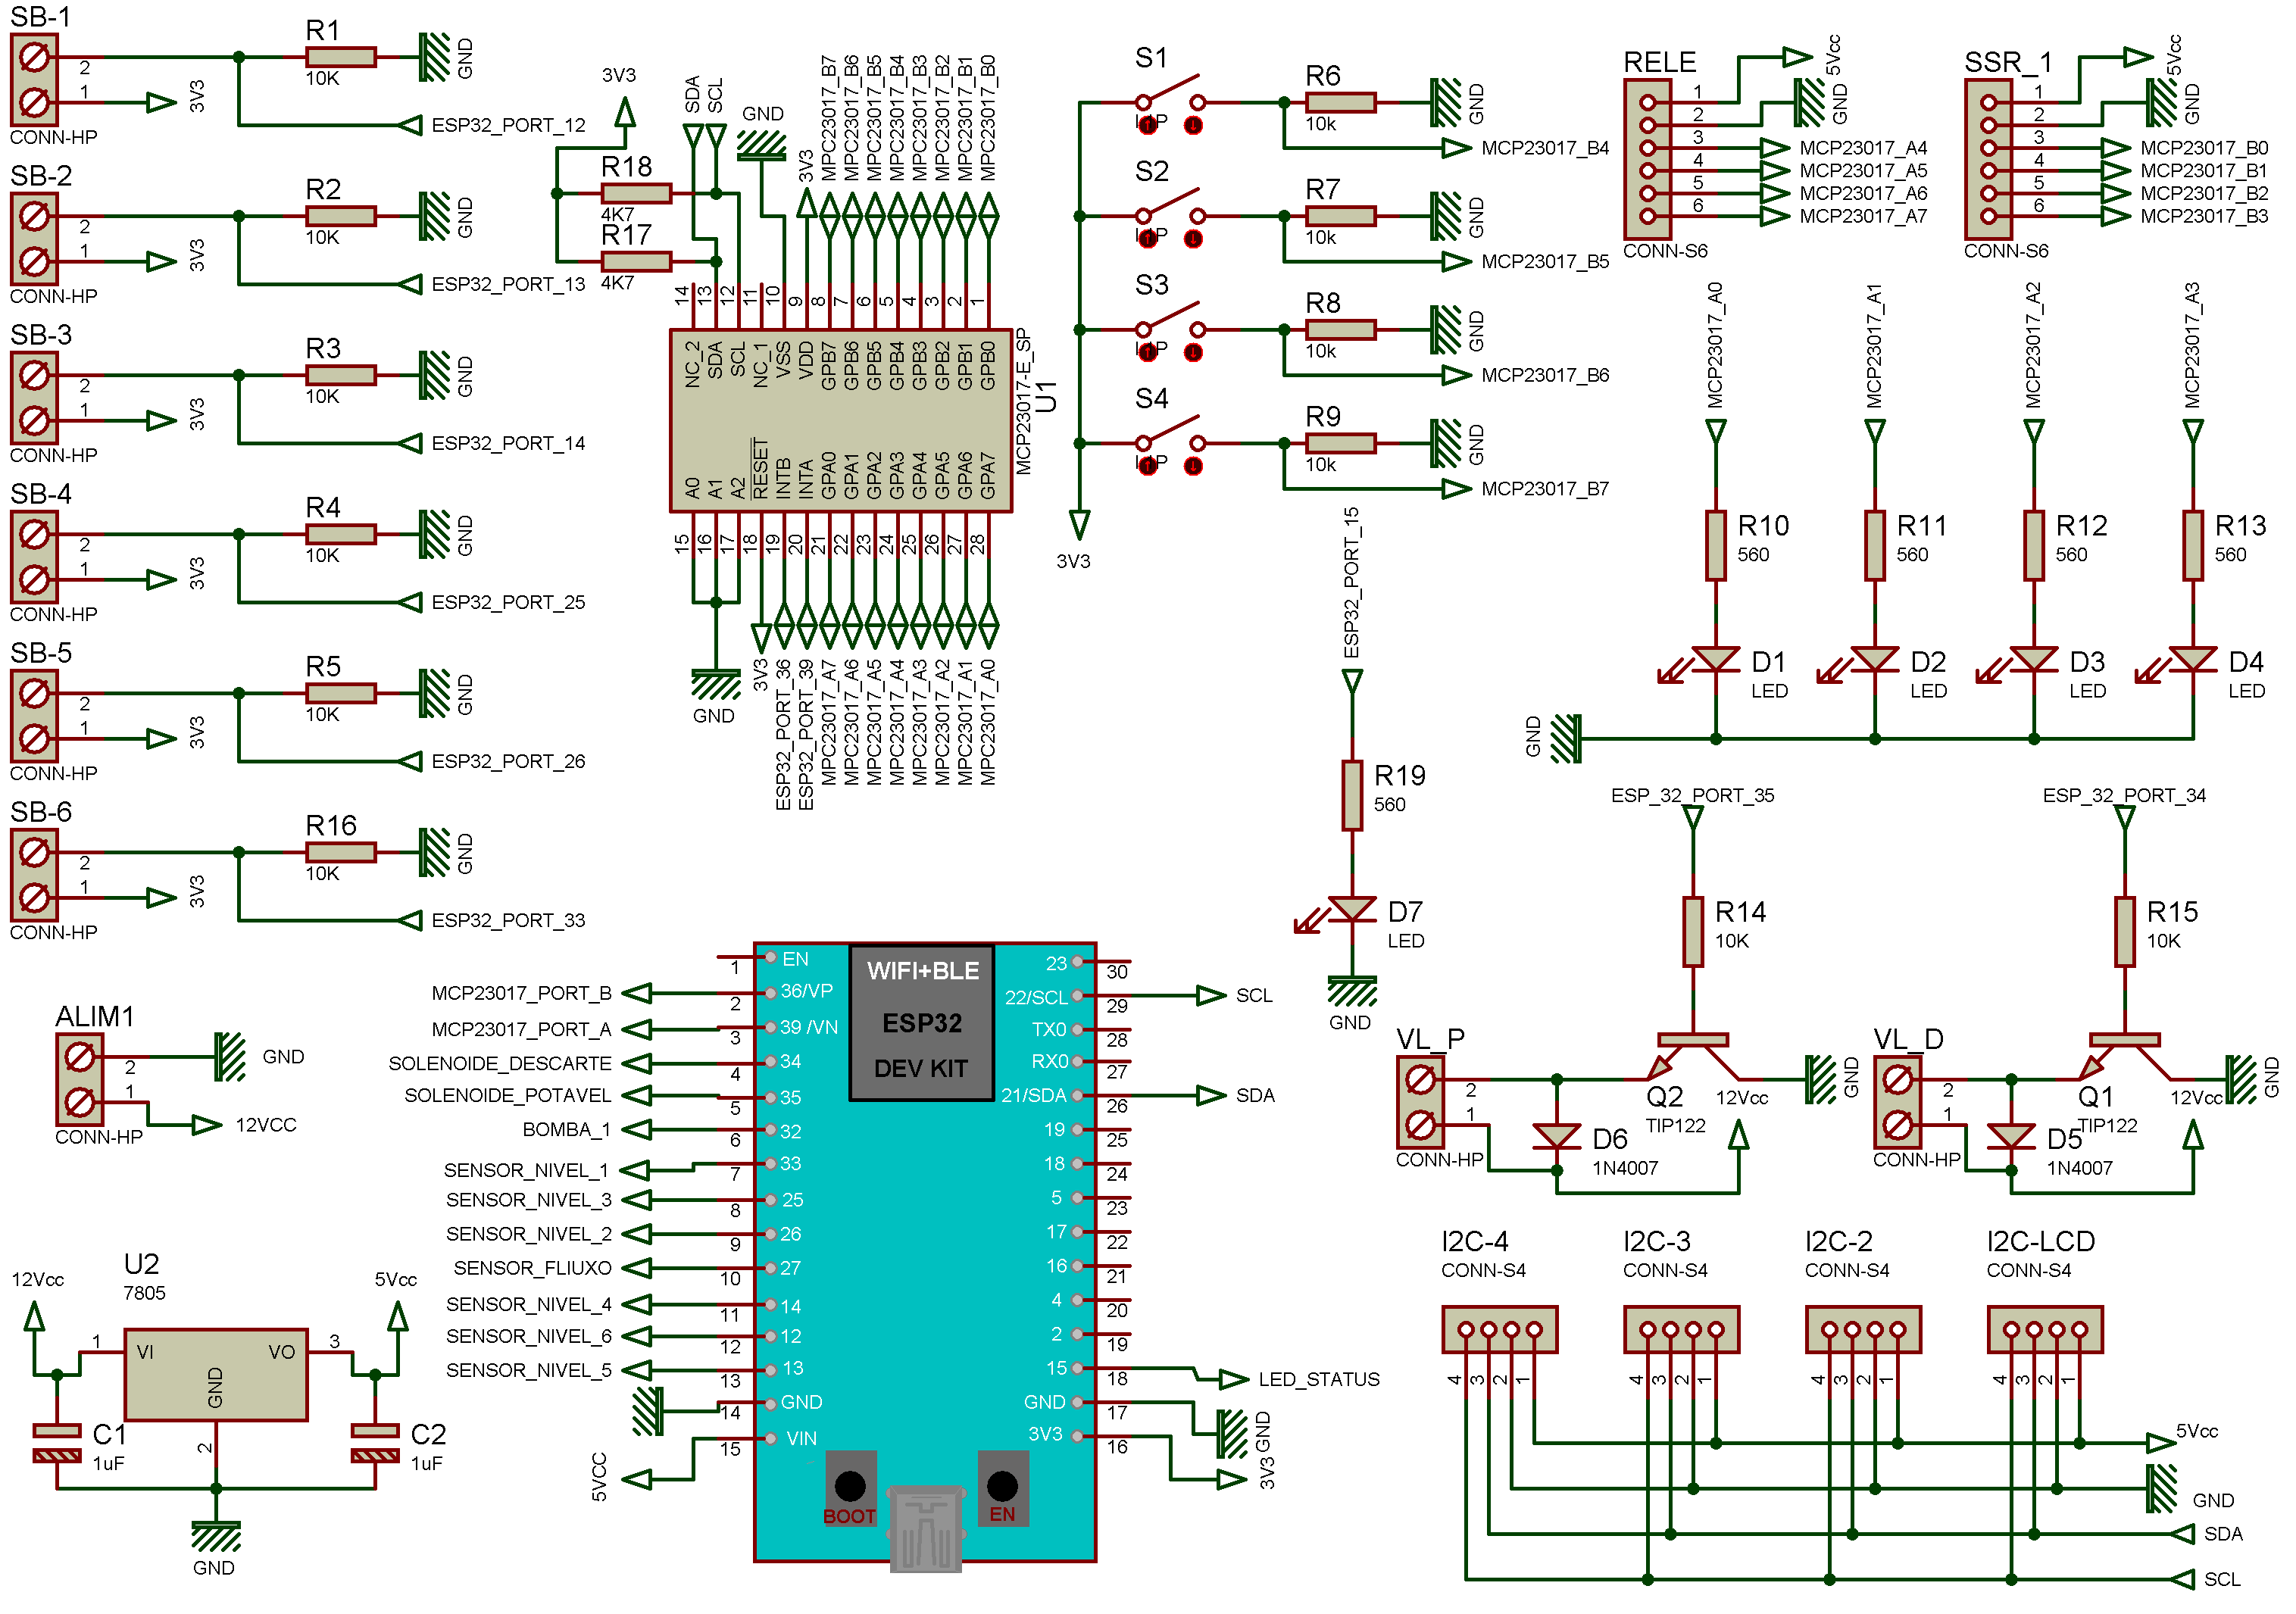 SB-1
2
1
CONN-HP
3V3
R1
10K
GND
ESP32_PORT_12
SB-2
2
1
CONN-HP
3V3
R2
10K
GND
ESP32_PORT_13
SB-3
2
1
CONN-HP
3V3
R3
10K
GND
ESP32_PORT_14
SB-4
2
1
CONN-HP
3V3
R4
10K
GND
ESP32_PORT_25
SB-5
2
1
CONN-HP
3V3
R5
10K
GND
ESP32_PORT_26
SB-6
2
1
CONN-HP
3V3
R16
10K
GND
ESP32_PORT_33
3V3
SDA
SCL
GND
3V3
MPC23017_B7
MPC23017_B6
MPC23017_B5
MPC23017_B4
MPC23017_B3
MPC23017_B2
MPC23017_B1
MPC23017_B0
R18
4K7
R17
4K7
14
13
12
11
10
9
8
7
6
5
4
3
2
1
NC_2
SDA
SCL
NC_1
VSS
VDD
GPB7
GPB6
GPB5
GPB4
GPB3
GPB2
GPB1
GPB0
U1
MCP23017-E_SP
A0
A1
A2
RESET
INTB
INTA
GPA0
GPA1
GPA2
GPA3
GPA4
GPA5
GPA6
GPA7
15
16
17
18
19
20
21
22
23
24
25
26
27
28
GND
3V3
ESP32_PORT_36
ESP32_PORT_39
MPC23017_A7
MPC23017_A6
MPC23017_A5
MPC23017_A4
MPC23017_A3
MPC23017_A2
MPC23017_A1
MPC23017_A0
S1
R6
10k
GND
MCP23017_B4
S2
R7
10k
GND
MCP23017_B5
S3
R8
10k
GND
MCP23017_B6
S4
R9
10k
GND
MCP23017_B7
3V3
RELE
1
2
3
4
5
6
CONN-S6
5Vcc
GND
MCP23017_A4
MCP23017_A5
MCP23017_A6
MCP23017_A7
SSR_1
1
2
3
4
5
6
CONN-S6
5Vcc
GND
MCP23017_B0
MCP23017_B1
MCP23017_B2
MCP23017_B3
MCP23017_A0
MCP23017_A1
MCP23017_A2
MCP23017_A3
R10
560
R11
560
R12
560
R13
560
D1
LED
D2
LED
D3
LED
D4
LED
GND
ESP32_PORT_15
R19
560
D7
LED
GND
ESP_32_PORT_35
R14
10K
VL_P
2
1
CONN-HP
Q2
TIP122
12Vcc
GND
D6
1N4007
ESP_32_PORT_34
R15
10K
VL_D
2
1
CONN-HP
Q1
TIP122
12Vcc
GND
D5
1N4007
ALIM1
2
1
CONN-HP
GND
12VCC
12Vcc
U2
7805
5Vcc
1
VI
VO
3
GND
2
C1
1uF
C2
1uF
GND
WIFI+BLE
ESP32
DEV KIT
1
EN
MCP23017_PORT_B
2
36/VP
MCP23017_PORT_A
3
39 /VN
SOLENOIDE_DESCARTE
4
34
SOLENOIDE_POTAVEL
5
35
BOMBA_1
6
32
SENSOR_NIVEL_1
7
33
SENSOR_NIVEL_3
8
25
SENSOR_NIVEL_2
9
26
SENSOR_FLIUXO
10
27
SENSOR_NIVEL_4
11
14
SENSOR_NIVEL_6
12
12
SENSOR_NIVEL_5
13
13
14
GND
5VCC
15
VIN
23
30
22/SCL
29
SCL
TX0
28
RX0
27
21/SDA
26
SDA
19
25
18
24
5
23
17
22
16
21
4
20
2
19
15
18
LED_STATUS
GND
17
GND
3V3
16
3V3
BOOT
EN
I2C-4
CONN-S4
4
3
2
1
I2C-3
CONN-S4
4
3
2
1
I2C-2
CONN-S4
4
3
2
1
I2C-LCD
CONN-S4
4
3
2
1
5Vcc
GND
SDA
SCL